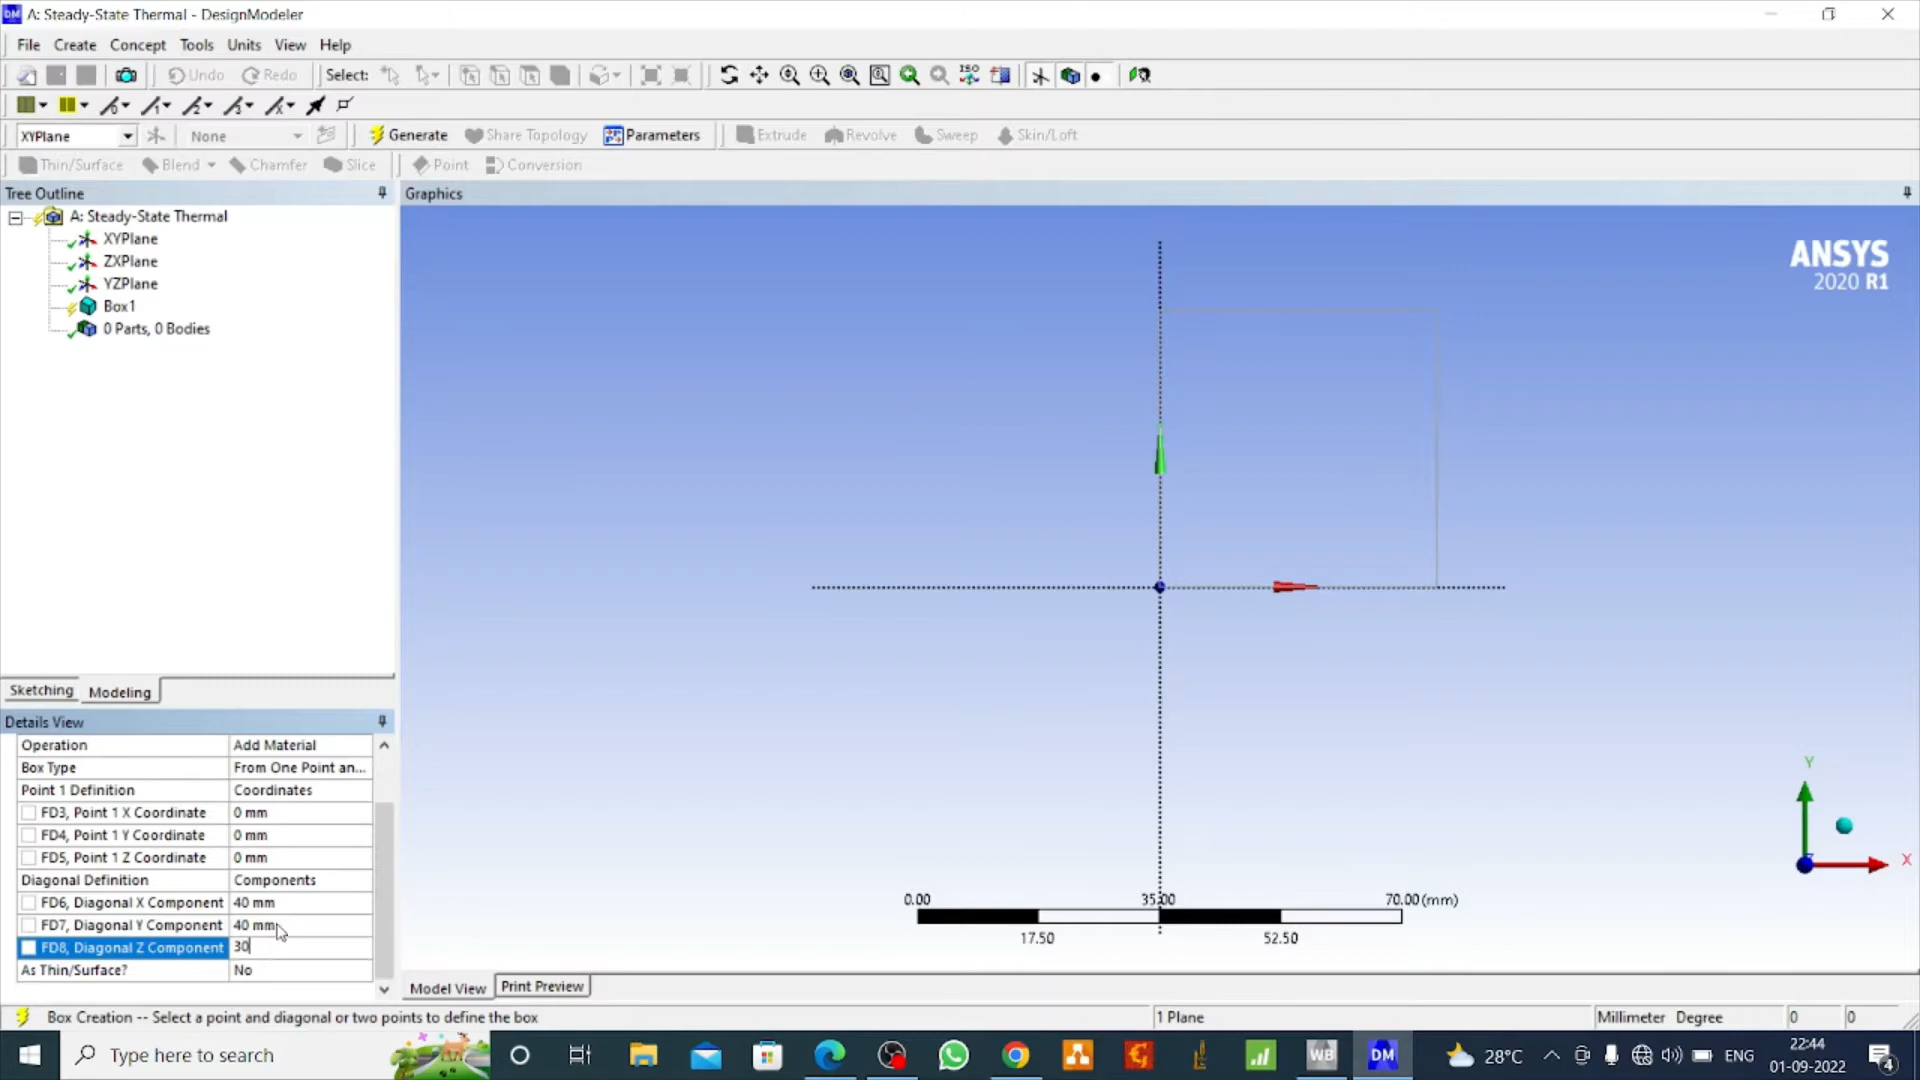 A: Steady-State Thermal - DesignModeler
File Create Concept Tools Units View Help
Undo Redo Select: ISO
XYPlane None Generate Share Topology Parameters Extrude Revolve Sweep Skin/Loft
Thin/Surface Blend Chamfer Slice Point Conversion
Tree Outline
Graphics
A: Steady-State Thermal
XYPlane
ZXPlane
YZPlane
Box1
0 Parts, 0 Bodies
ANSYS
2020 R1
Sketching Modeling
Details View
Operation Add Material
Box Type From One Point an...
Point 1 Definition Coordinates
FD3, Point 1 X Coordinate 0 mm
FD4, Point 1 Y Coordinate 0 mm
FD5, Point 1 Z Coordinate 0 mm
Diagonal Definition Components
FD6, Diagonal X Component 40 mm
FD7, Diagonal Y Component 40 mm
FD8, Diagonal Z Component 30
As Thin/Surface? No
Y
X
0.00 35.00 70.00 (mm)
17.50 52.50
Model View Print Preview
Box Creation -- Select a point and diagonal or two points to define the box 1 Plane Millimeter Degree 0 0
Type here to search WB DM 28°C ENG 22:44
01-09-2022
4